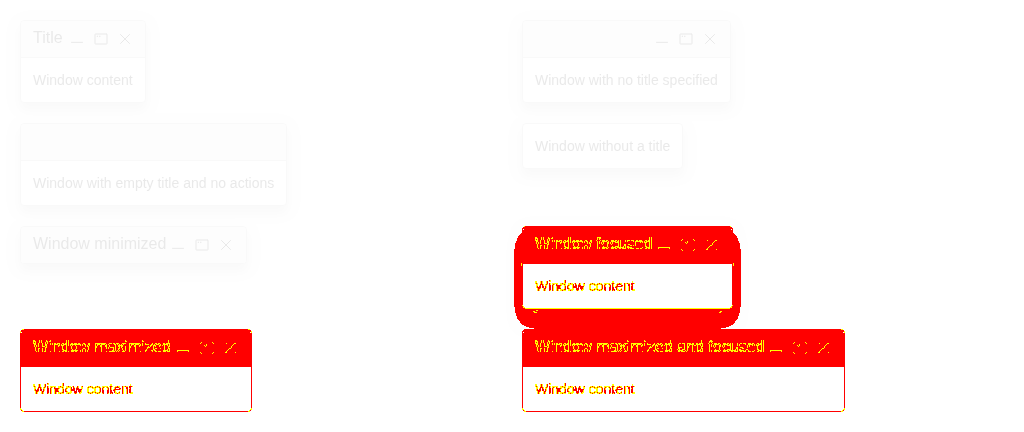 Title
Window content
Window with no title specified
Window with empty title and no actions
Window without a title
Window minimized
Window focused
Window content
Window maximized
Window content
Window maximized and focused
Window content